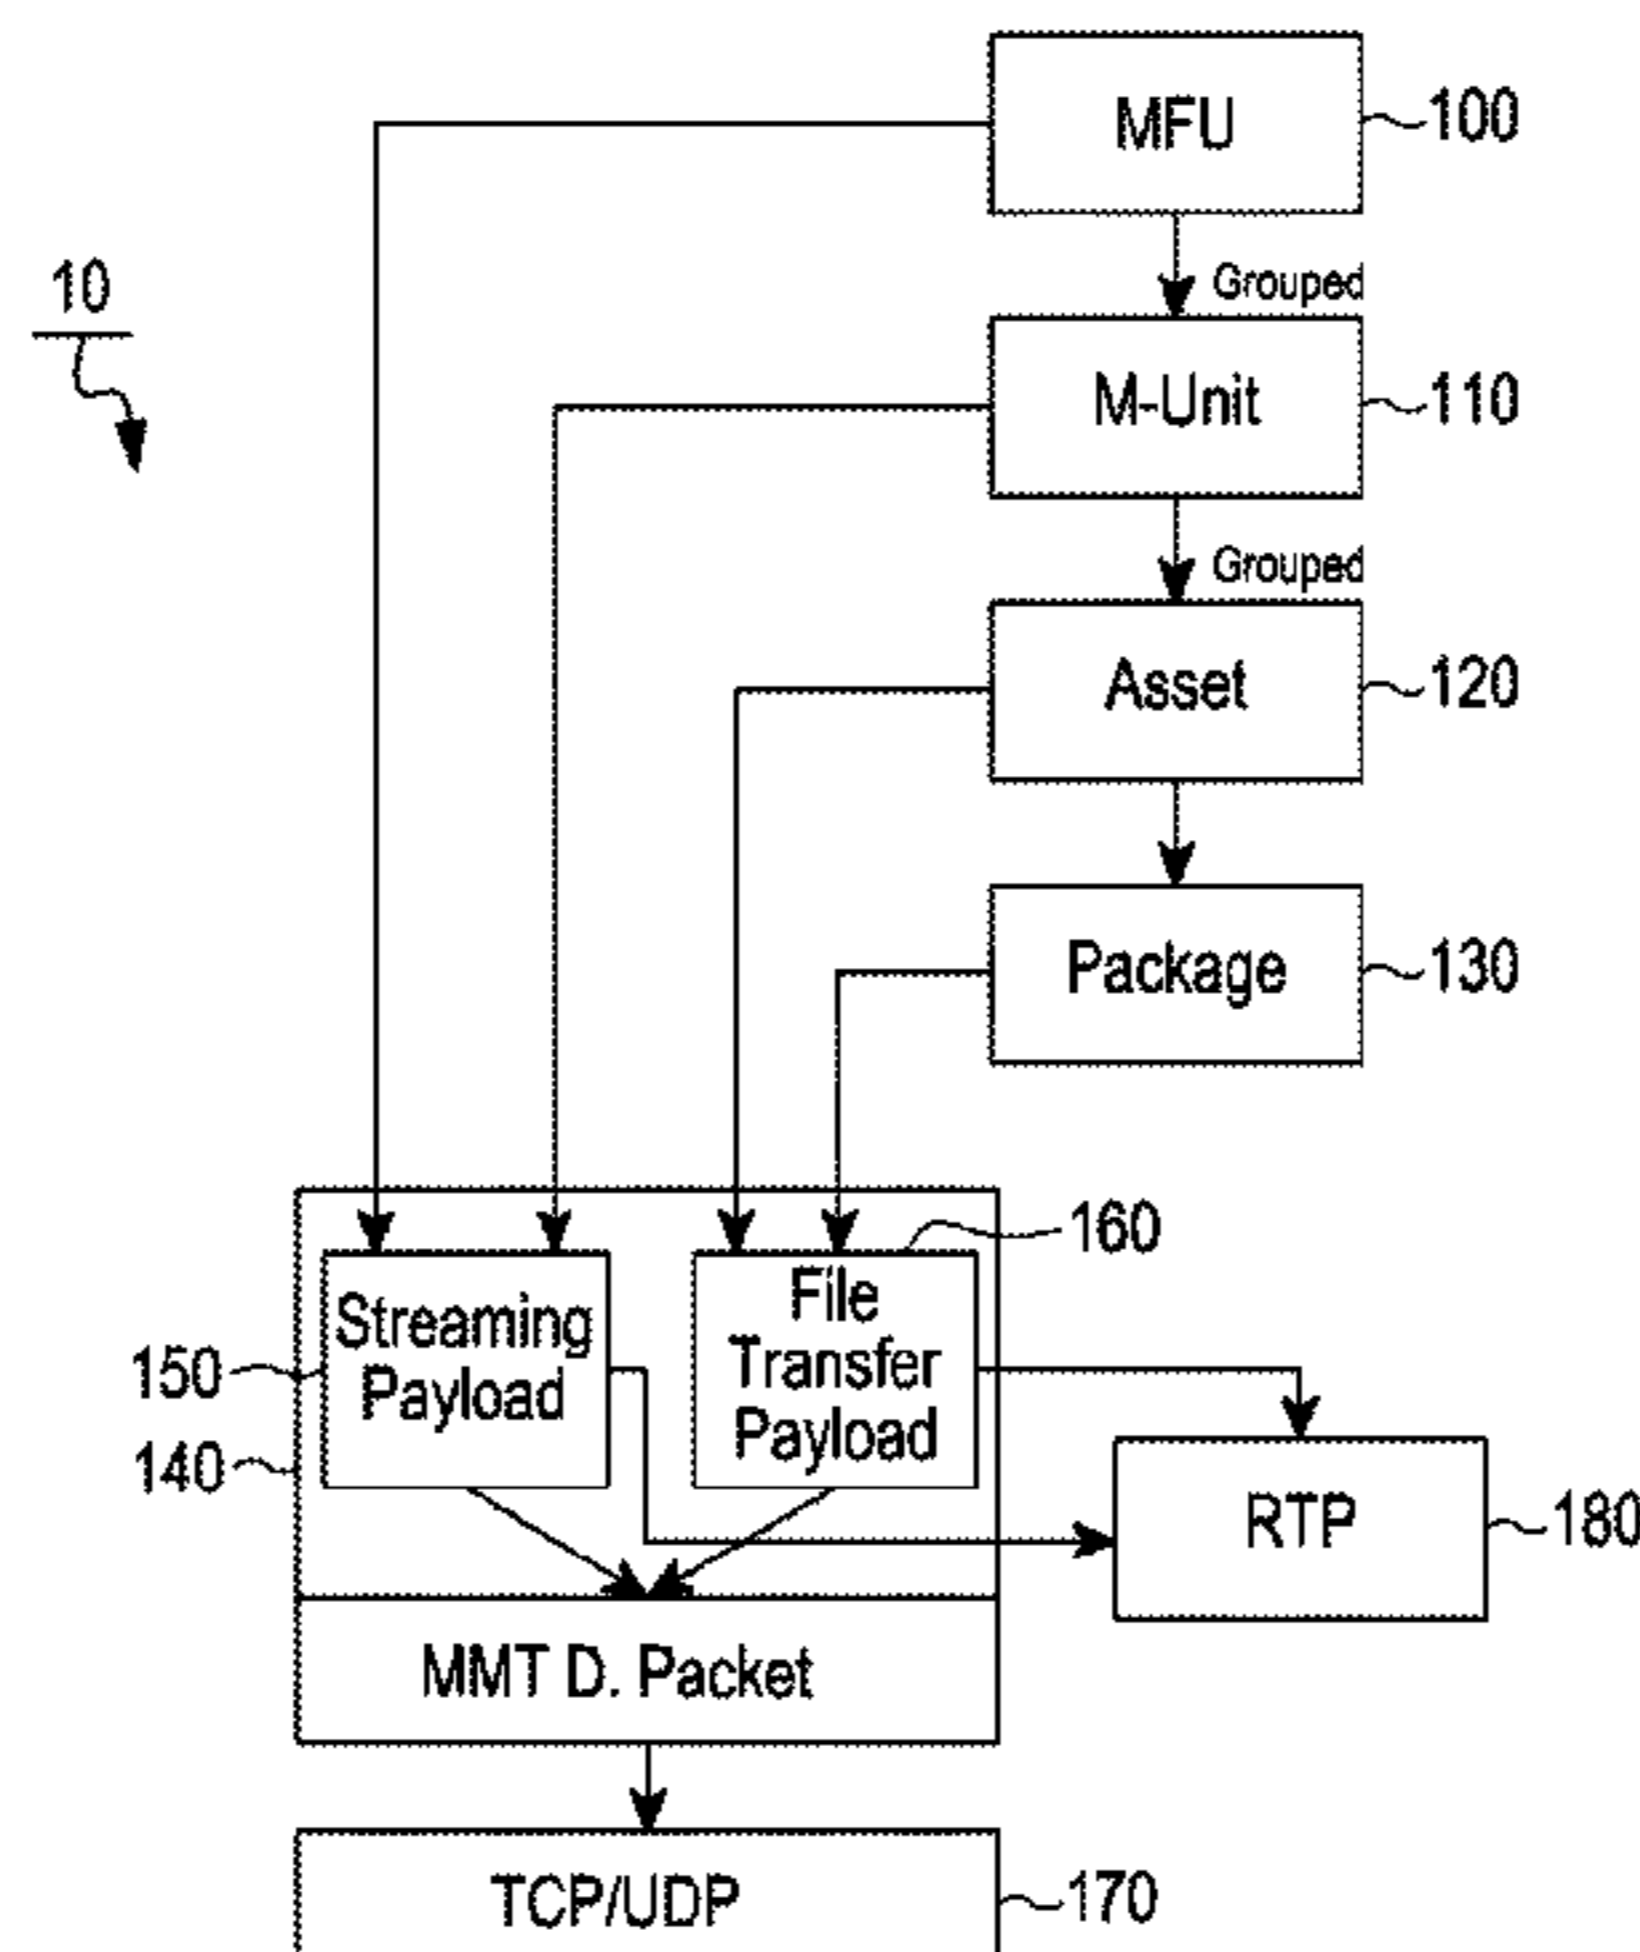 MFU
100
10
Grouped
M-Unit
110
Grouped
Asset
120
Package
130
160
Streaming
Payload
File
Transfer
Payload
150
140
RTP
180
MMT D. Packet
TCP/UDP
170